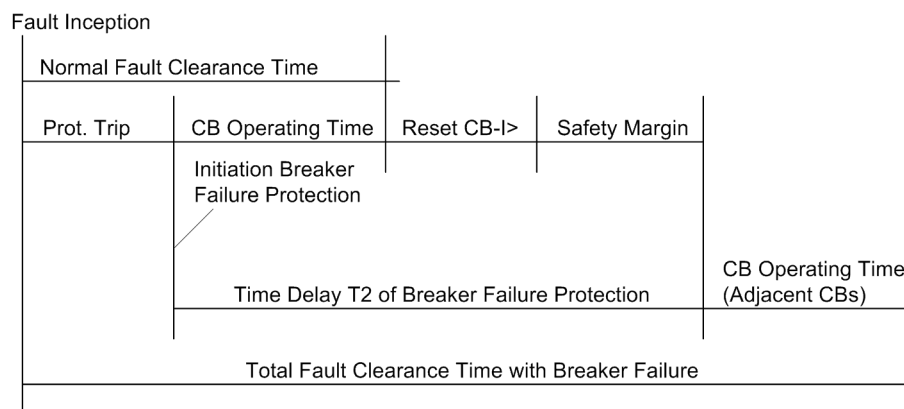 Fault Inception
Normal Fault Clearance Time
Prot. Trip
CB Operating Time
Reset CB-I>
Safety Margin
Initiation Breaker
Failure Protection
CB Operating Time
(Adjacent CBs)
Time Delay T2 of Breaker Failure Protection
Total Fault Clearance Time with Breaker Failure